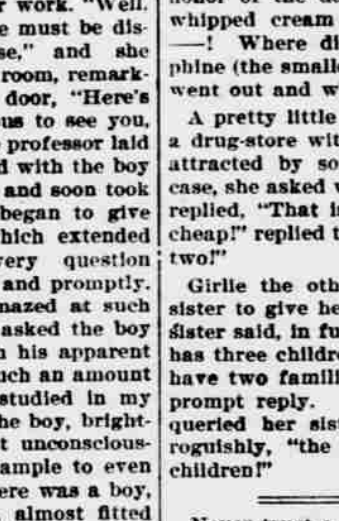 r work. "Well,
e must be dis-
se," and she
room, remark-
door, "Here's
us to see you,
professor laid
d with the boy
and soon took
began to give
hich extended
very question
and promptly.
nazed at such
asked the boy
n his apparent
uch an amount
studied in my
he boy, bright-
t unconscious-
ample to even
ere was a boy,
almost fitted
whipped cream
—! Where di
phine (the smalle
went out and w
A pretty little
a drug-store wit
attracted by so
case, she asked w
replied, "That i
cheap!" replied t
two!"
Girlie the oth
sister to give he
sister said, in fu
has three childre
have two famili
prompt reply.
queried her sist
roguishly, "the
children!"